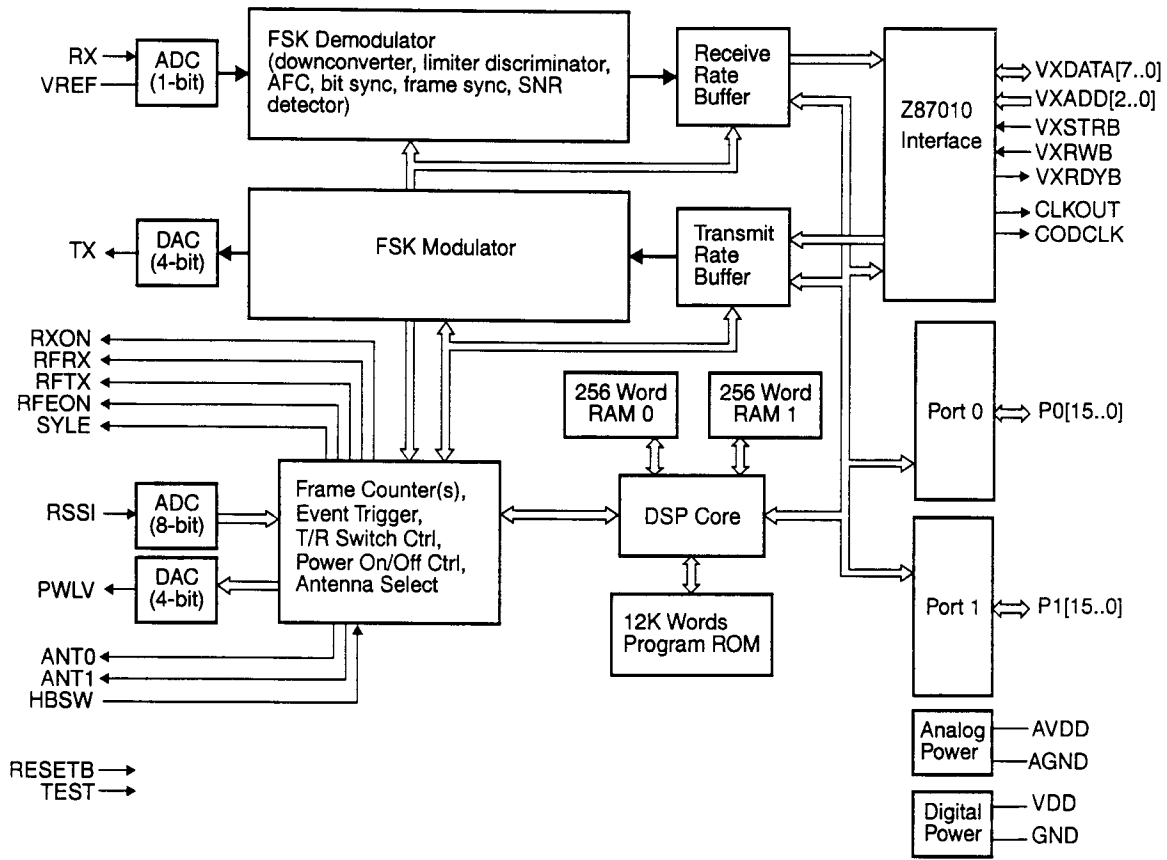 RX
VREF
ADC
(1-bit)
FSK Demodulator
(downconverter, limiter discriminator,
AFC, bit sync, frame sync, SNR
detector)
Receive
Rate
Buffer
Z87010
Interface
VXDATA[7..0]
VXADD[2..0]
VXSTRB
VXRWB
VXRDYB
CLKOUT
CODCLK
TX
DAC
(4-bit)
FSK Modulator
Transmit
Rate
Buffer
RXON
RFRX
RFTX
RFEON
SYLE
256 Word
RAM 0
256 Word
RAM 1
Port 0
P0[15..0]
RSSI
ADC
(8-bit)
Frame Counter(s),
Event Trigger,
T/R Switch Ctrl,
Power On/Off Ctrl,
Antenna Select
DSP Core
PWLV
DAC
(4-bit)
12K Words
Program ROM
Port 1
P1[15..0]
ANT0
ANT1
HBSW
Analog
Power
AVDD
AGND
RESETB
TEST
Digital
Power
VDD
GND